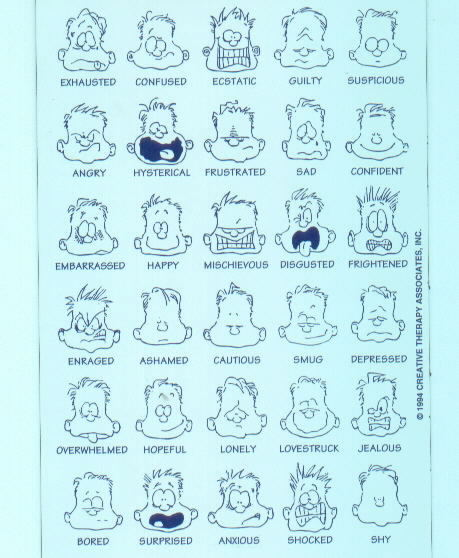 EXHAUSTED CONFUSED ECSTATIC GUILTY SUSPICIOUS
ANGRY HYSTERICAL FRUSTRATED SAD CONFIDENT
EMBARRASSED HAPPY MISCHIEVOUS DISGUSTED FRIGHTENED
ENRAGED ASHAMED CAUTIOUS SMUG DEPRESSED
OVERWHELMED HOPEFUL LONELY LOVESTRUCK JEALOUS
BORED SURPRISED ANXIOUS SHOCKED SHY
© 1994 CREATIVE THERAPY ASSOCIATES, INC.